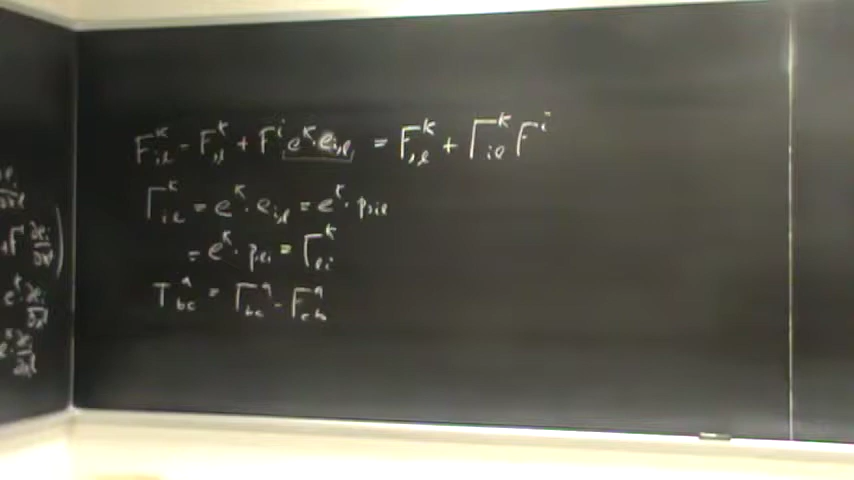 F^k_{;l} = F^k_{,l} + F^i e^k·e_{i,l} = F^k_{,l} + Γ^k_{il} F^i
Γ^k_{il} = e^k · e_{i,l} = e^k · p_{,il}
= e^k · p_{,li} = Γ^k_{li}
T^a_{bc} = Γ^a_{bc} - Γ^a_{cb}